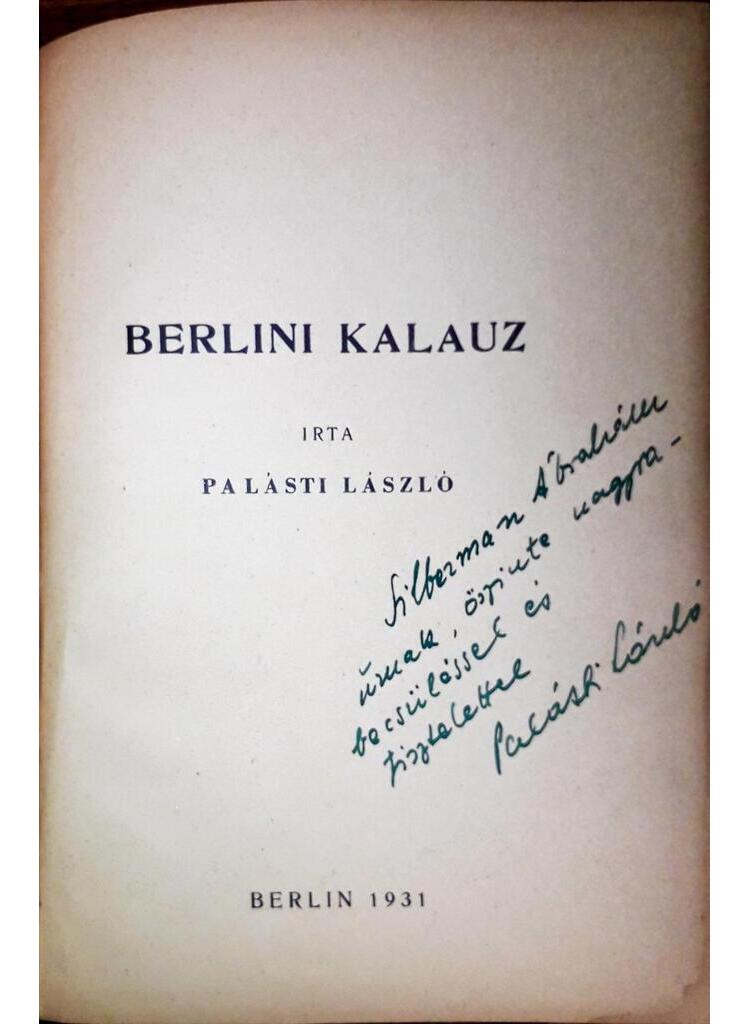 BERLINI KALAUZ
IRTA
PALÁSTI LÁSZLÓ
Silberman Ábrahám
úrnak, őszinte nagyra-
becsüléssel és
tisztelettel
Palásti László
BERLIN 1931